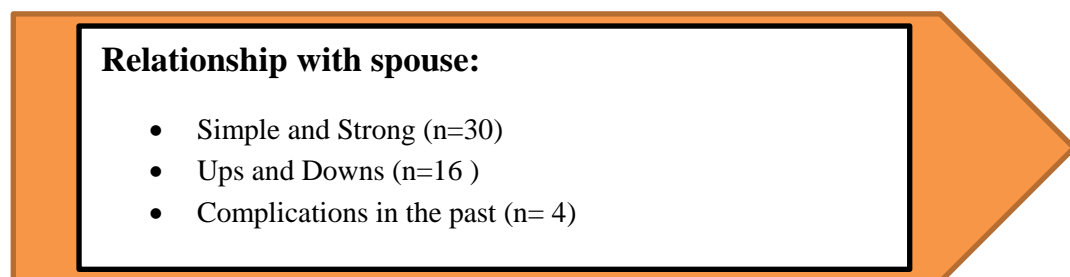 Relationship with spouse:
• Simple and Strong (n=30)
• Ups and Downs (n=16 )
• Complications in the past (n= 4)